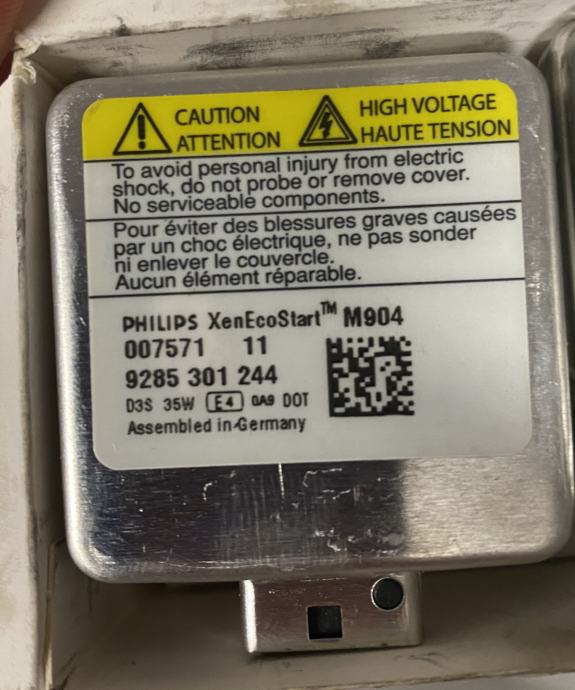 CAUTION
ATTENTION
HIGH VOLTAGE
HAUTE TENSION
To avoid personal injury from electric
shock, do not probe or remove cover.
No serviceable components.
Pour éviter des blessures graves causées
par un choc électrique, ne pas sonder
ni enlever le couvercle.
Aucun élément réparable.
PHILIPS XenEcoStart™ M904
007571 11
9285 301 244
D3S 35W E4 0A9 DOT
Assembled in Germany